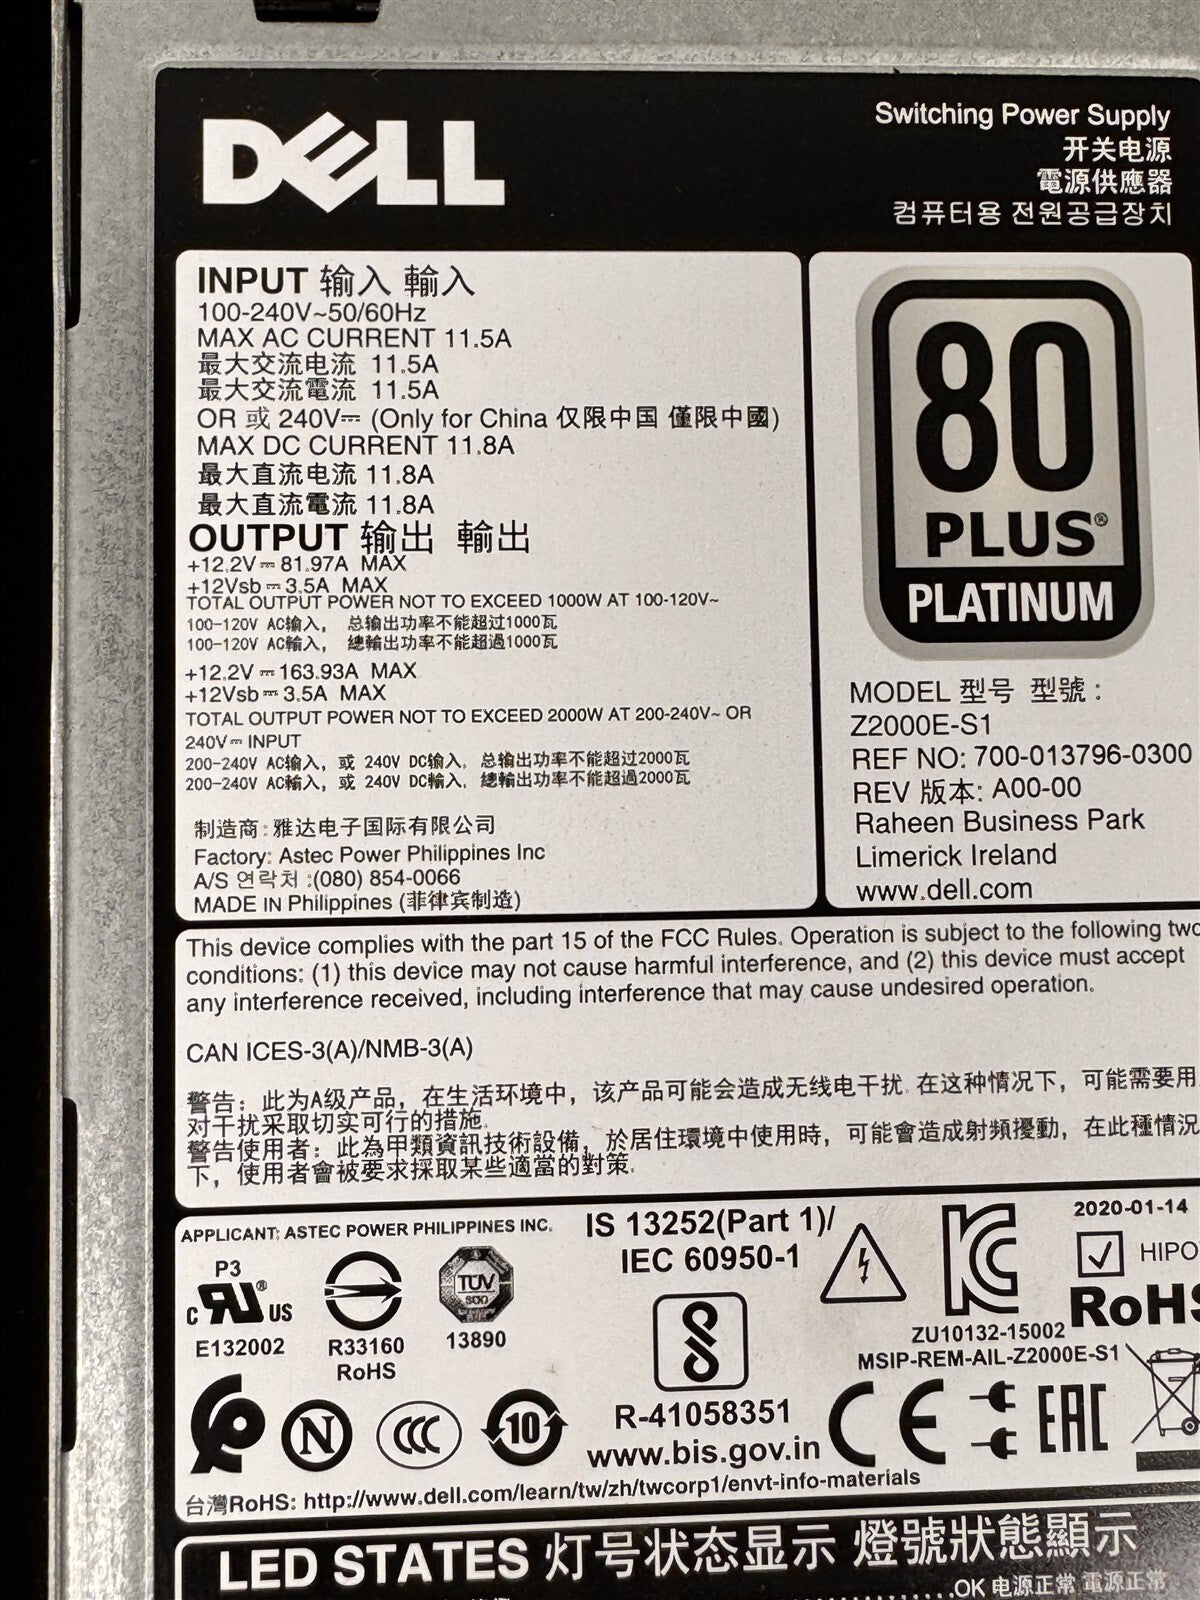 DELL
Switching Power Supply
开关电源
電源供應器
컴퓨터용 전원공급장치
INPUT 输入 輸入
100-240V~50/60Hz
MAX AC CURRENT 11.5A
最大交流电流 11.5A
最大交流電流 11.5A
OR 或 240V⎓ (Only for China 仅限中国 僅限中國)
MAX DC CURRENT 11.8A
最大直流电流 11.8A
最大直流電流 11.8A
OUTPUT 输出 輸出
+12.2V⎓81.97A MAX
+12Vsb⎓3.5A MAX
TOTAL OUTPUT POWER NOT TO EXCEED 1000W AT 100-120V~
100-120V AC输入, 总输出功率不能超过1000瓦
100-120V AC輸入, 總輸出功率不能超過1000瓦
+12.2V⎓163.93A MAX
+12Vsb⎓3.5A MAX
TOTAL OUTPUT POWER NOT TO EXCEED 2000W AT 200-240V~ OR
240V⎓ INPUT
200-240V AC输入, 或 240V DC输入, 总输出功率不能超过2000瓦
200-240V AC輸入, 或 240V DC輸入, 總輸出功率不能超過2000瓦
制造商:雅达电子国际有限公司
Factory: Astec Power Philippines Inc
A/S 연락처 :(080) 854-0066
MADE IN Philippines (菲律宾制造)
80
PLUS®
PLATINUM
MODEL 型号 型號 :
Z2000E-S1
REF NO: 700-013796-0300
REV 版本: A00-00
Raheen Business Park
Limerick Ireland
www.dell.com
This device complies with the part 15 of the FCC Rules. Operation is subject to the following two
conditions: (1) this device may not cause harmful interference, and (2) this device must accept
any interference received, including interference that may cause undesired operation.
CAN ICES-3(A)/NMB-3(A)
警告: 此为A级产品, 在生活环境中, 该产品可能会造成无线电干扰. 在这种情况下, 可能需要用
对干扰采取切实可行的措施.
警告使用者: 此為甲類資訊技術設備, 於居住環境中使用時, 可能會造成射頻擾動, 在此種情況
下, 使用者會被要求採取某些適當的對策.
APPLICANT: ASTEC POWER PHILIPPINES INC.
P3
c RU® US
E132002
R33160
RoHS
TÜV
SÜD
13890
IS 13252(Part 1)/
IEC 60950-1
R-41058351
www.bis.gov.in
KC
ZU10132-15002
MSIP-REM-AIL-Z2000E-S1
2020-01-14
HIPO
RoHS
N
CCC
10
CE
EAC
台灣RoHS: http://www.dell.com/learn/tw/zh/twcorp1/envt-info-materials
LED STATES 灯号状态显示 燈號狀態顯示
OK 电源正常 電源正常